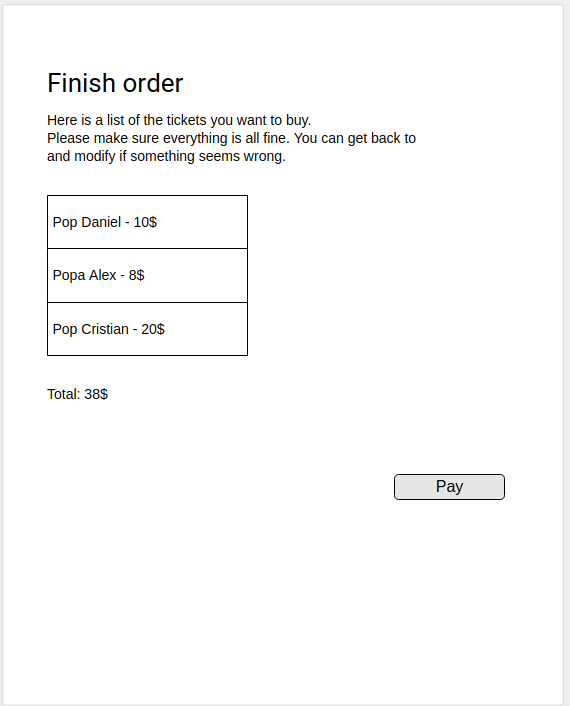 Finish order
Here is a list of the tickets you want to buy.
Please make sure everything is all fine. You can get back to
and modify if something seems wrong.
Pop Daniel - 10$
Popa Alex - 8$
Pop Cristian - 20$
Total: 38$
Pay